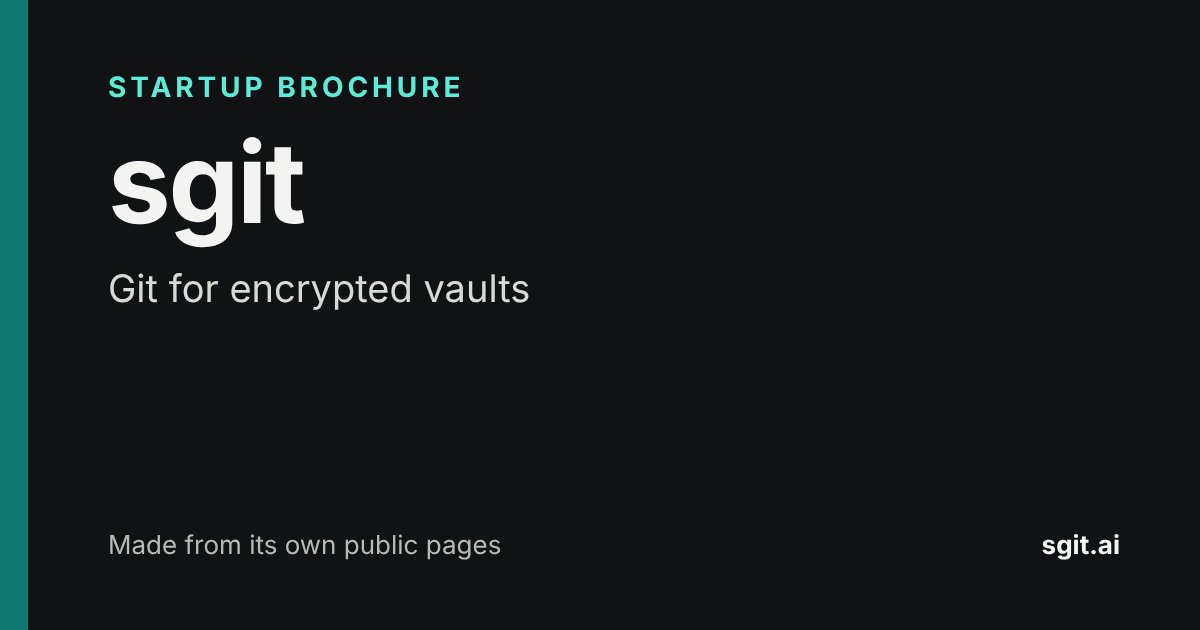 STARTUP BROCHURE
sgit
Git for encrypted vaults
Made from its own public pages
sgit.ai